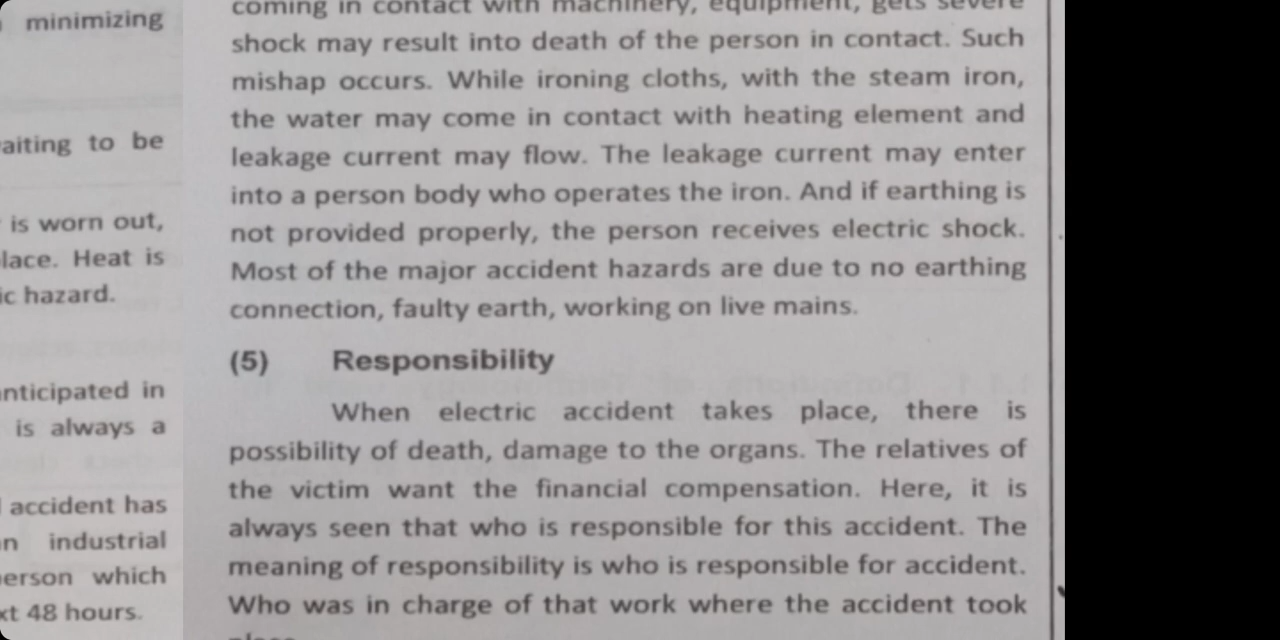 minimizing
aiting to be
is worn out,
lace. Heat is
ic hazard.
nticipated in
is always a
accident has
n industrial
erson which
xt 48 hours.
coming in contact with machinery, equipment, gets severe
shock may result into death of the person in contact. Such
mishap occurs. While ironing cloths, with the steam iron,
the water may come in contact with heating element and
leakage current may flow. The leakage current may enter
into a person body who operates the iron. And if earthing is
not provided properly, the person receives electric shock.
Most of the major accident hazards are due to no earthing
connection, faulty earth, working on live mains.
(5) Responsibility
When electric accident takes place, there is
possibility of death, damage to the organs. The relatives of
the victim want the financial compensation. Here, it is
always seen that who is responsible for this accident. The
meaning of responsibility is who is responsible for accident.
Who was in charge of that work where the accident took